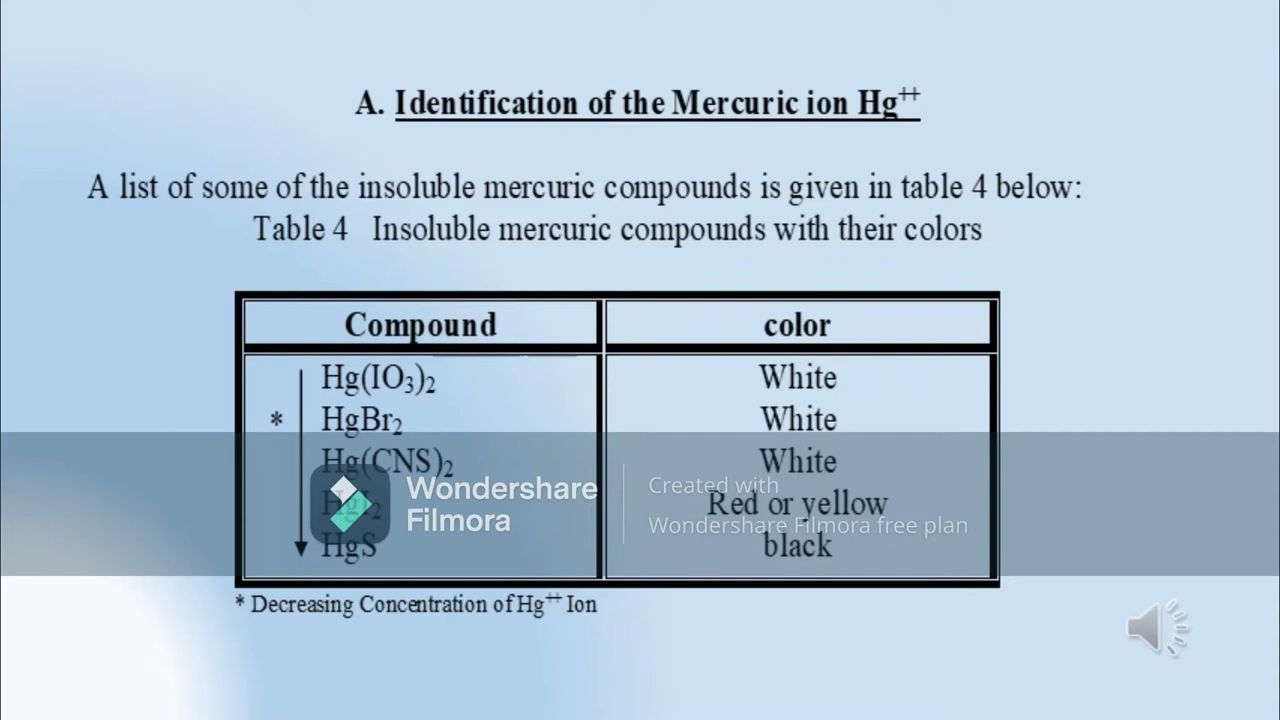 A. Identification of the Mercuric ion Hg⁺⁺
A list of some of the insoluble mercuric compounds is given in table 4 below:
Table 4 Insoluble mercuric compounds with their colors
Compound color
Hg(IO₃)₂ White
* HgBr₂ White
Hg(CNS)₂ White
HgI₂ Red or yellow
HgS black
Wondershare
Filmora
Created with
Wondershare Filmora free plan
* Decreasing Concentration of Hg⁺⁺ Ion